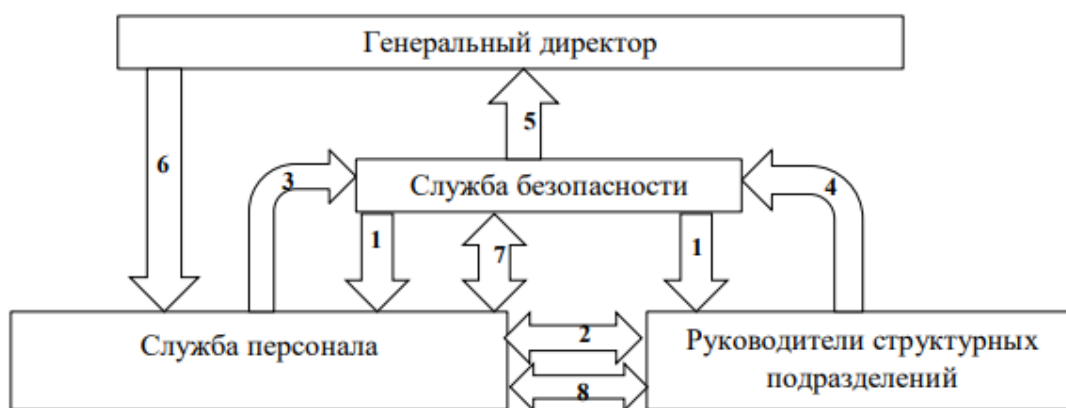 Генеральный директор
5
6
3
Служба безопасности
4
1
7
1
Служба персонала
2
Руководители структурных
подразделений
8